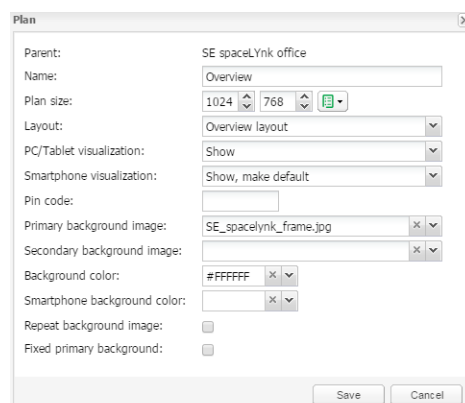 Plan
Parent: SE spaceLYnk office
Name: Overview
Plan size: 1024 768
Layout: Overview layout
PC/Tablet visualization: Show
Smartphone visualization: Show, make default
Pin code:
Primary background image: SE_spacelynk_frame.jpg
Secondary background image:
Background color: #FFFFFF
Smartphone background color:
Repeat background image:
Fixed primary background:
Save Cancel